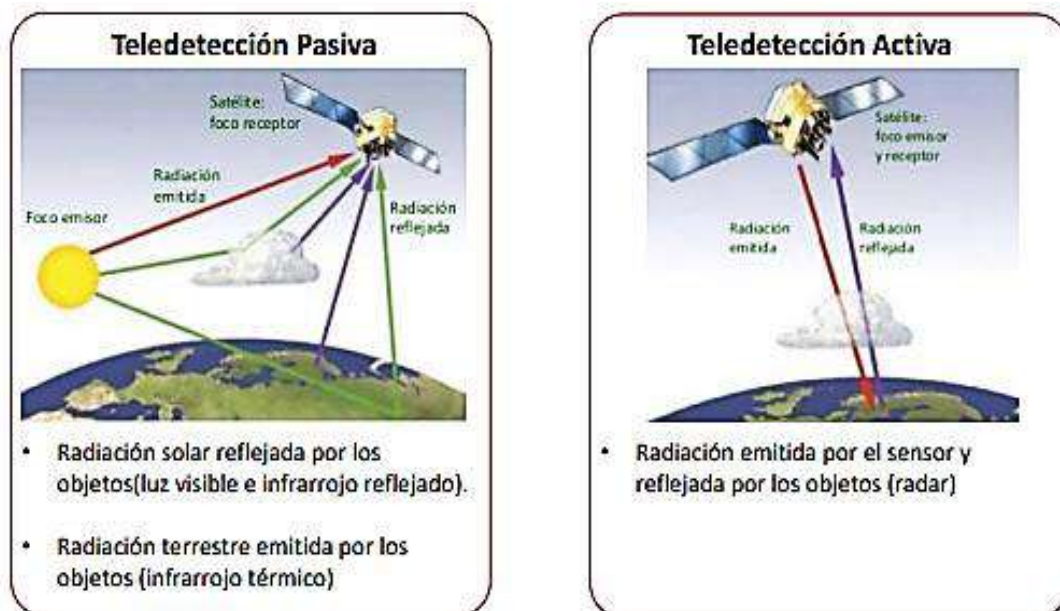 Teledetección Pasiva
Satélite:
foco receptor
Radiación
emitida
Foco emisor
Radiación
reflejada
• Radiación solar reflejada por los
objetos(luz visible e infrarrojo reflejado).
• Radiación terrestre emitida por los
objetos (infrarrojo térmico)
Teledetección Activa
Satélite:
foco emisor
y receptor
Radiación
emitida
Radiación
reflejada
• Radiación emitida por el sensor y
reflejada por los objetos (radar)